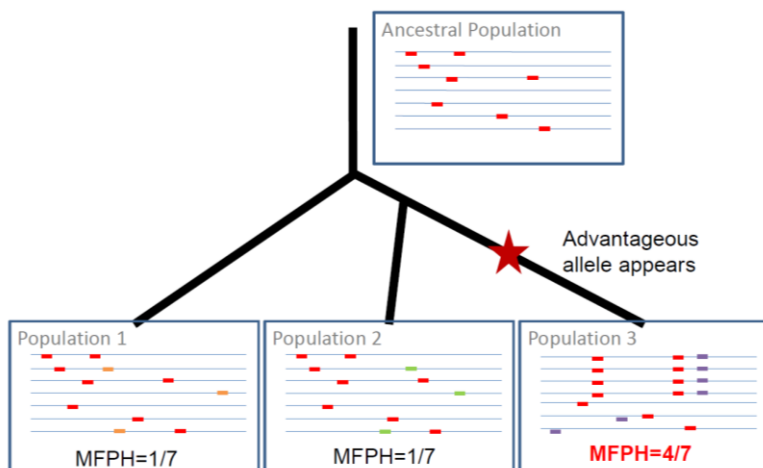 Ancestral Population
Advantageous
allele appears
Population 1
Population 2
Population 3
MFPH=1/7
MFPH=1/7
MFPH=4/7